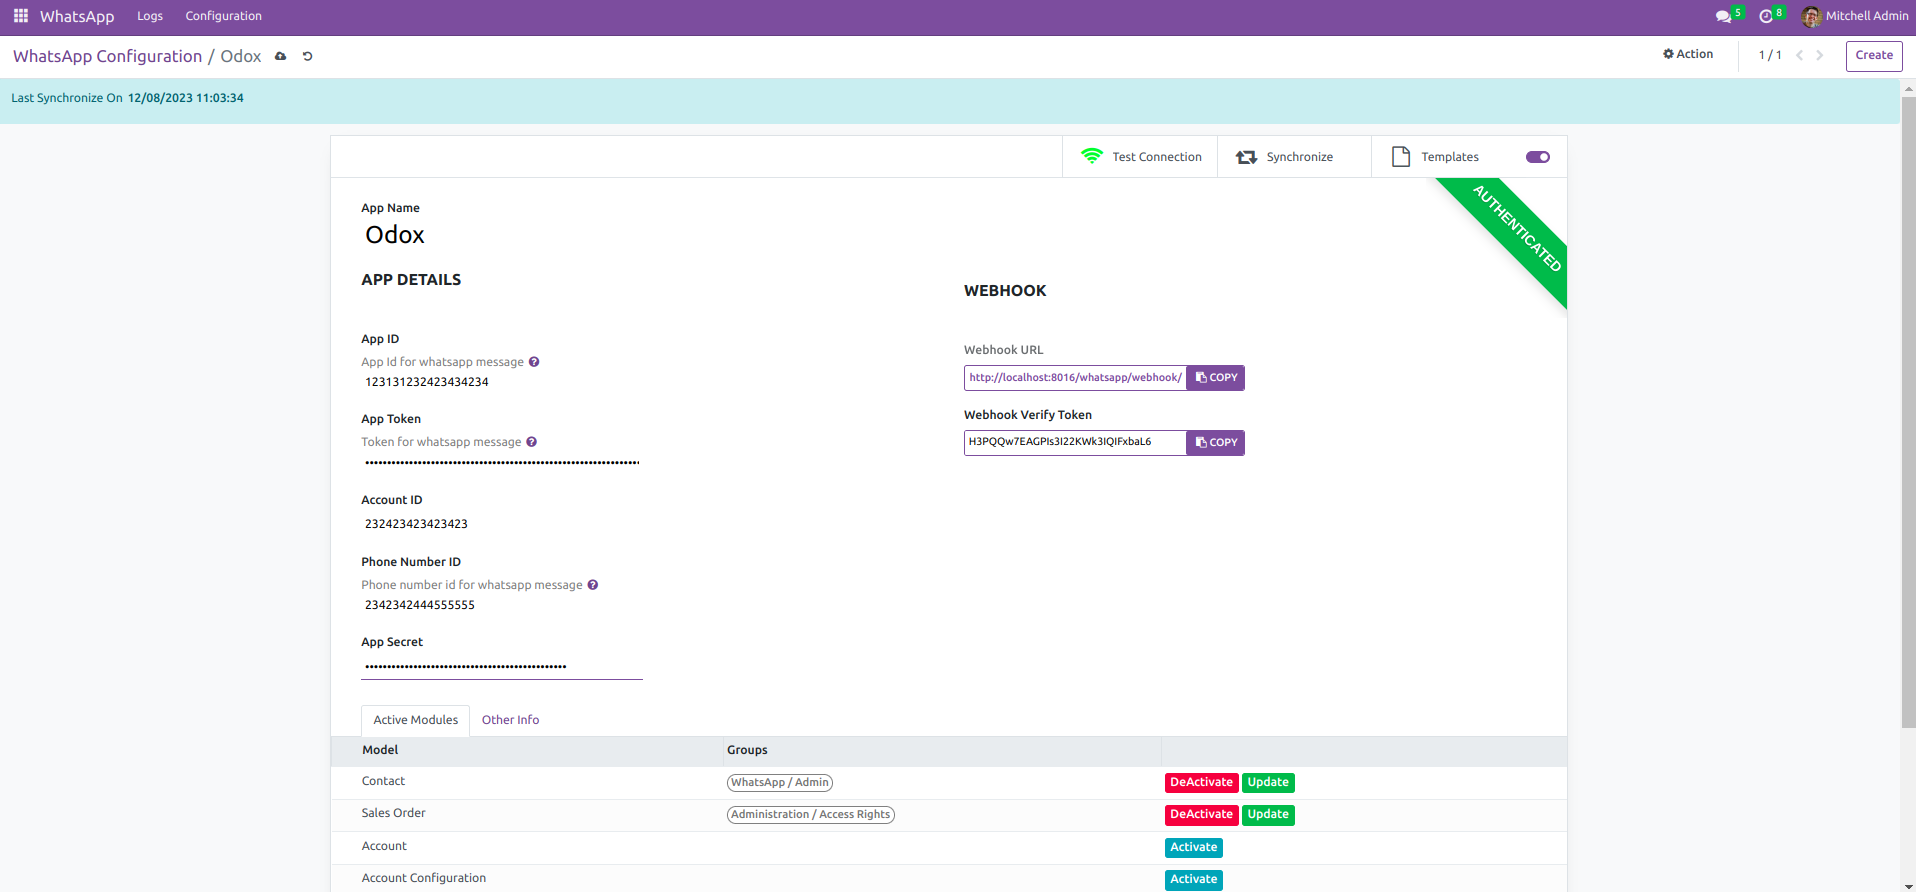 WhatsApp Logs Configuration 5 8 Mitchell Admin
WhatsApp Configuration / Odox Action 1 / 1 Create
Last Synchronize On 12/08/2023 11:03:34
Test Connection Synchronize Templates
AUTHENTICATED
App Name
Odox
APP DETAILS
WEBHOOK
App ID
App Id for whatsapp message ?
123131232423434234
Webhook URL
http://localhost:8016/whatsapp/webhook/ COPY
App Token
Token for whatsapp message ?
Webhook Verify Token
H3PQQw7EAGPIs3I22KWk3IQIFxbaL6 COPY
Account ID
232423423423423
Phone Number ID
Phone number id for whatsapp message ?
2342342444555555
App Secret
Active Modules Other Info
Model Groups
Contact WhatsApp / Admin DeActivate Update
Sales Order Administration / Access Rights DeActivate Update
Account Activate
Account Configuration Activate